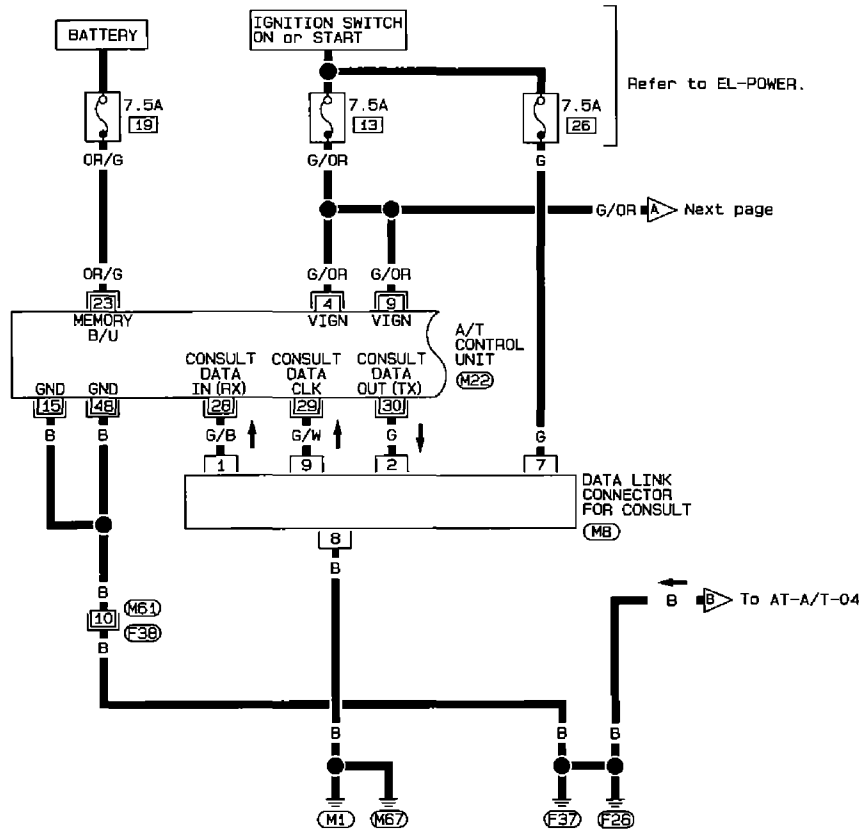 BATTERY
IGNITION SWITCH
ON or START
Refer to EL-POWER.
7.5A
19
7.5A
13
7.5A
26
OR/G
G/OR
G
G/OR
A
Next page
OR/G
G/OR
G/OR
23
4
9
MEMORY
B/U
VIGN
VIGN
A/T
CONTROL
UNIT
M22
CONSULT
DATA
IN (RX)
CONSULT
DATA
CLK
CONSULT
DATA
OUT (TX)
GND
GND
15
48
28
29
30
B
B
G/B
G/W
G
G
1
9
2
7
DATA LINK
CONNECTOR
FOR CONSULT
M8
8
B
B
10
M61
F38
B
B
B
To AT-A/T-04
B
B
B
M1
M67
F37
F26